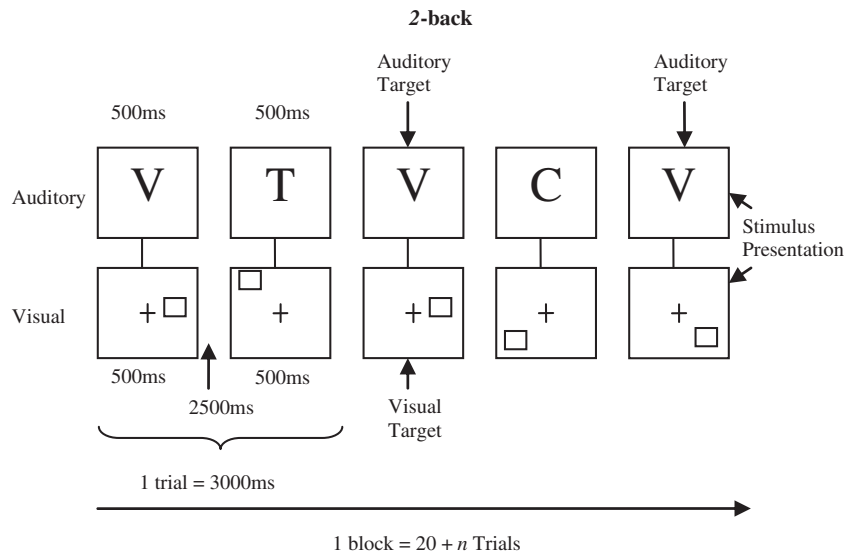 2-back
Auditory
Target
Auditory
Target
500ms
500ms
V
T
V
C
V
Auditory
Stimulus
Presentation
Visual
500ms
500ms
2500ms
Visual
Target
1 trial = 3000ms
1 block = 20 + n Trials